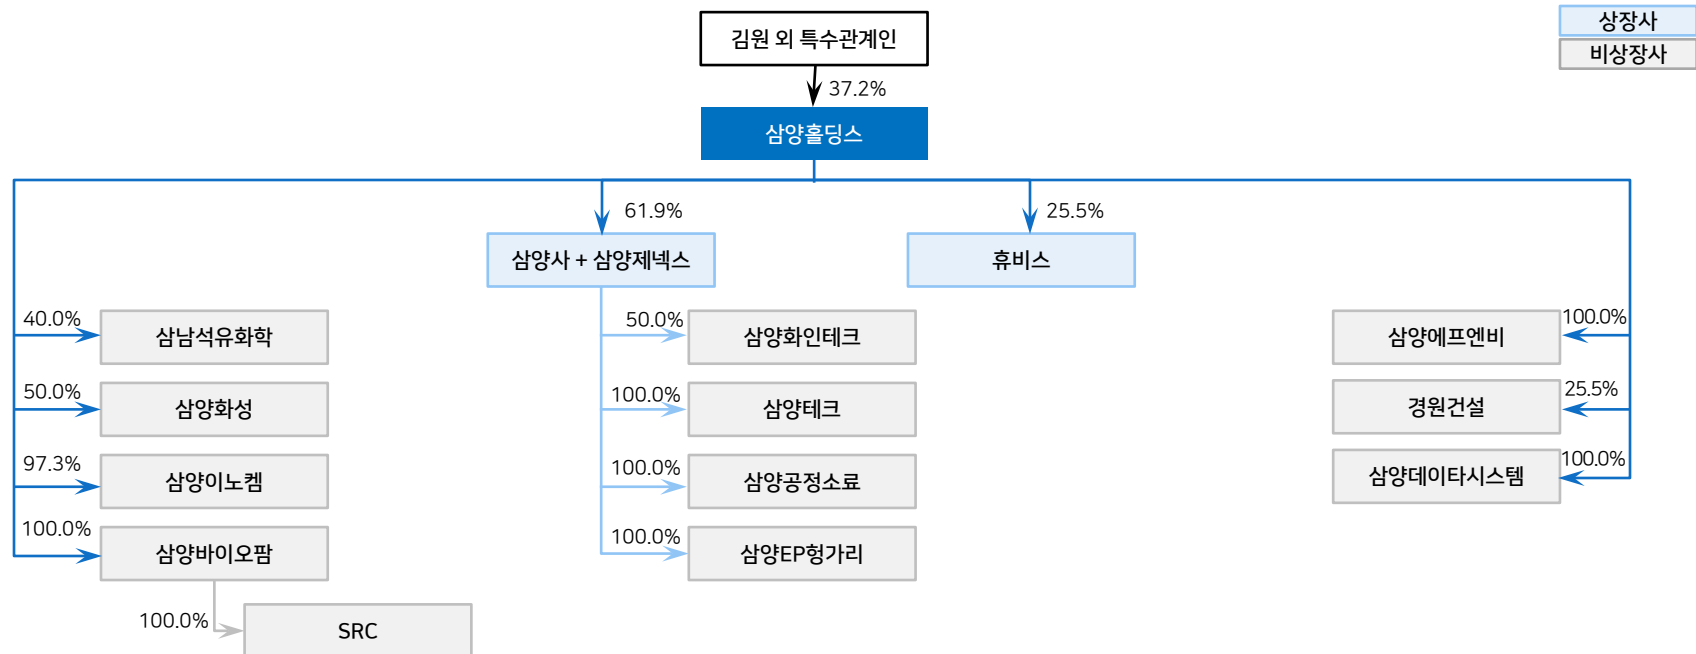 김원 외 특수관계인
상장사
비상장사
37.2%
삼양홀딩스
61.9%
25.5%
삼양사 + 삼양제넥스
휴비스
40.0%
삼남석유화학
50.0%
삼양화인테크
삼양에프엔비
100.0%
50.0%
삼양화성
100.0%
삼양테크
경원건설
25.5%
97.3%
삼양이노켐
100.0%
삼양공정소료
삼양데이타시스템
100.0%
100.0%
삼양바이오팜
100.0%
삼양EP헝가리
100.0%
SRC